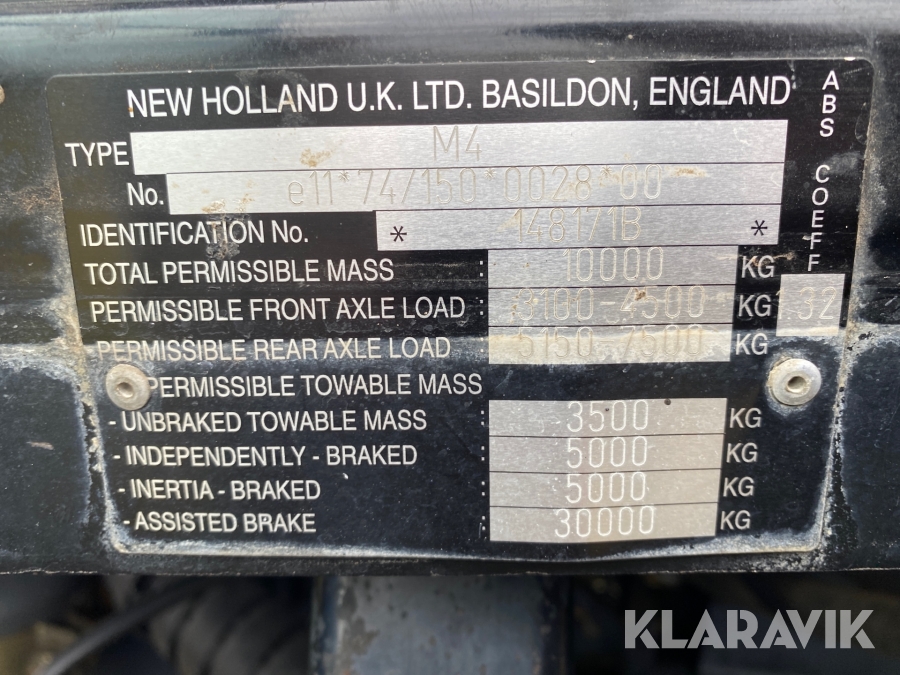 NEW HOLLAND U.K. LTD. BASILDON, ENGLAND
TYPE M4
No. e11*74/150*0028*00
IDENTIFICATION No. * 148171B *
TOTAL PERMISSIBLE MASS : 10000 KG
PERMISSIBLE FRONT AXLE LOAD : 3100-4500 KG
PERMISSIBLE REAR AXLE LOAD : 5150-7500 KG
PERMISSIBLE TOWABLE MASS
- UNBRAKED TOWABLE MASS : 3500 KG
- INDEPENDENTLY - BRAKED : 5000 KG
- INERTIA - BRAKED : 5000 KG
- ASSISTED BRAKE : 30000 KG
ABS COEFF
32
KLARAVIK